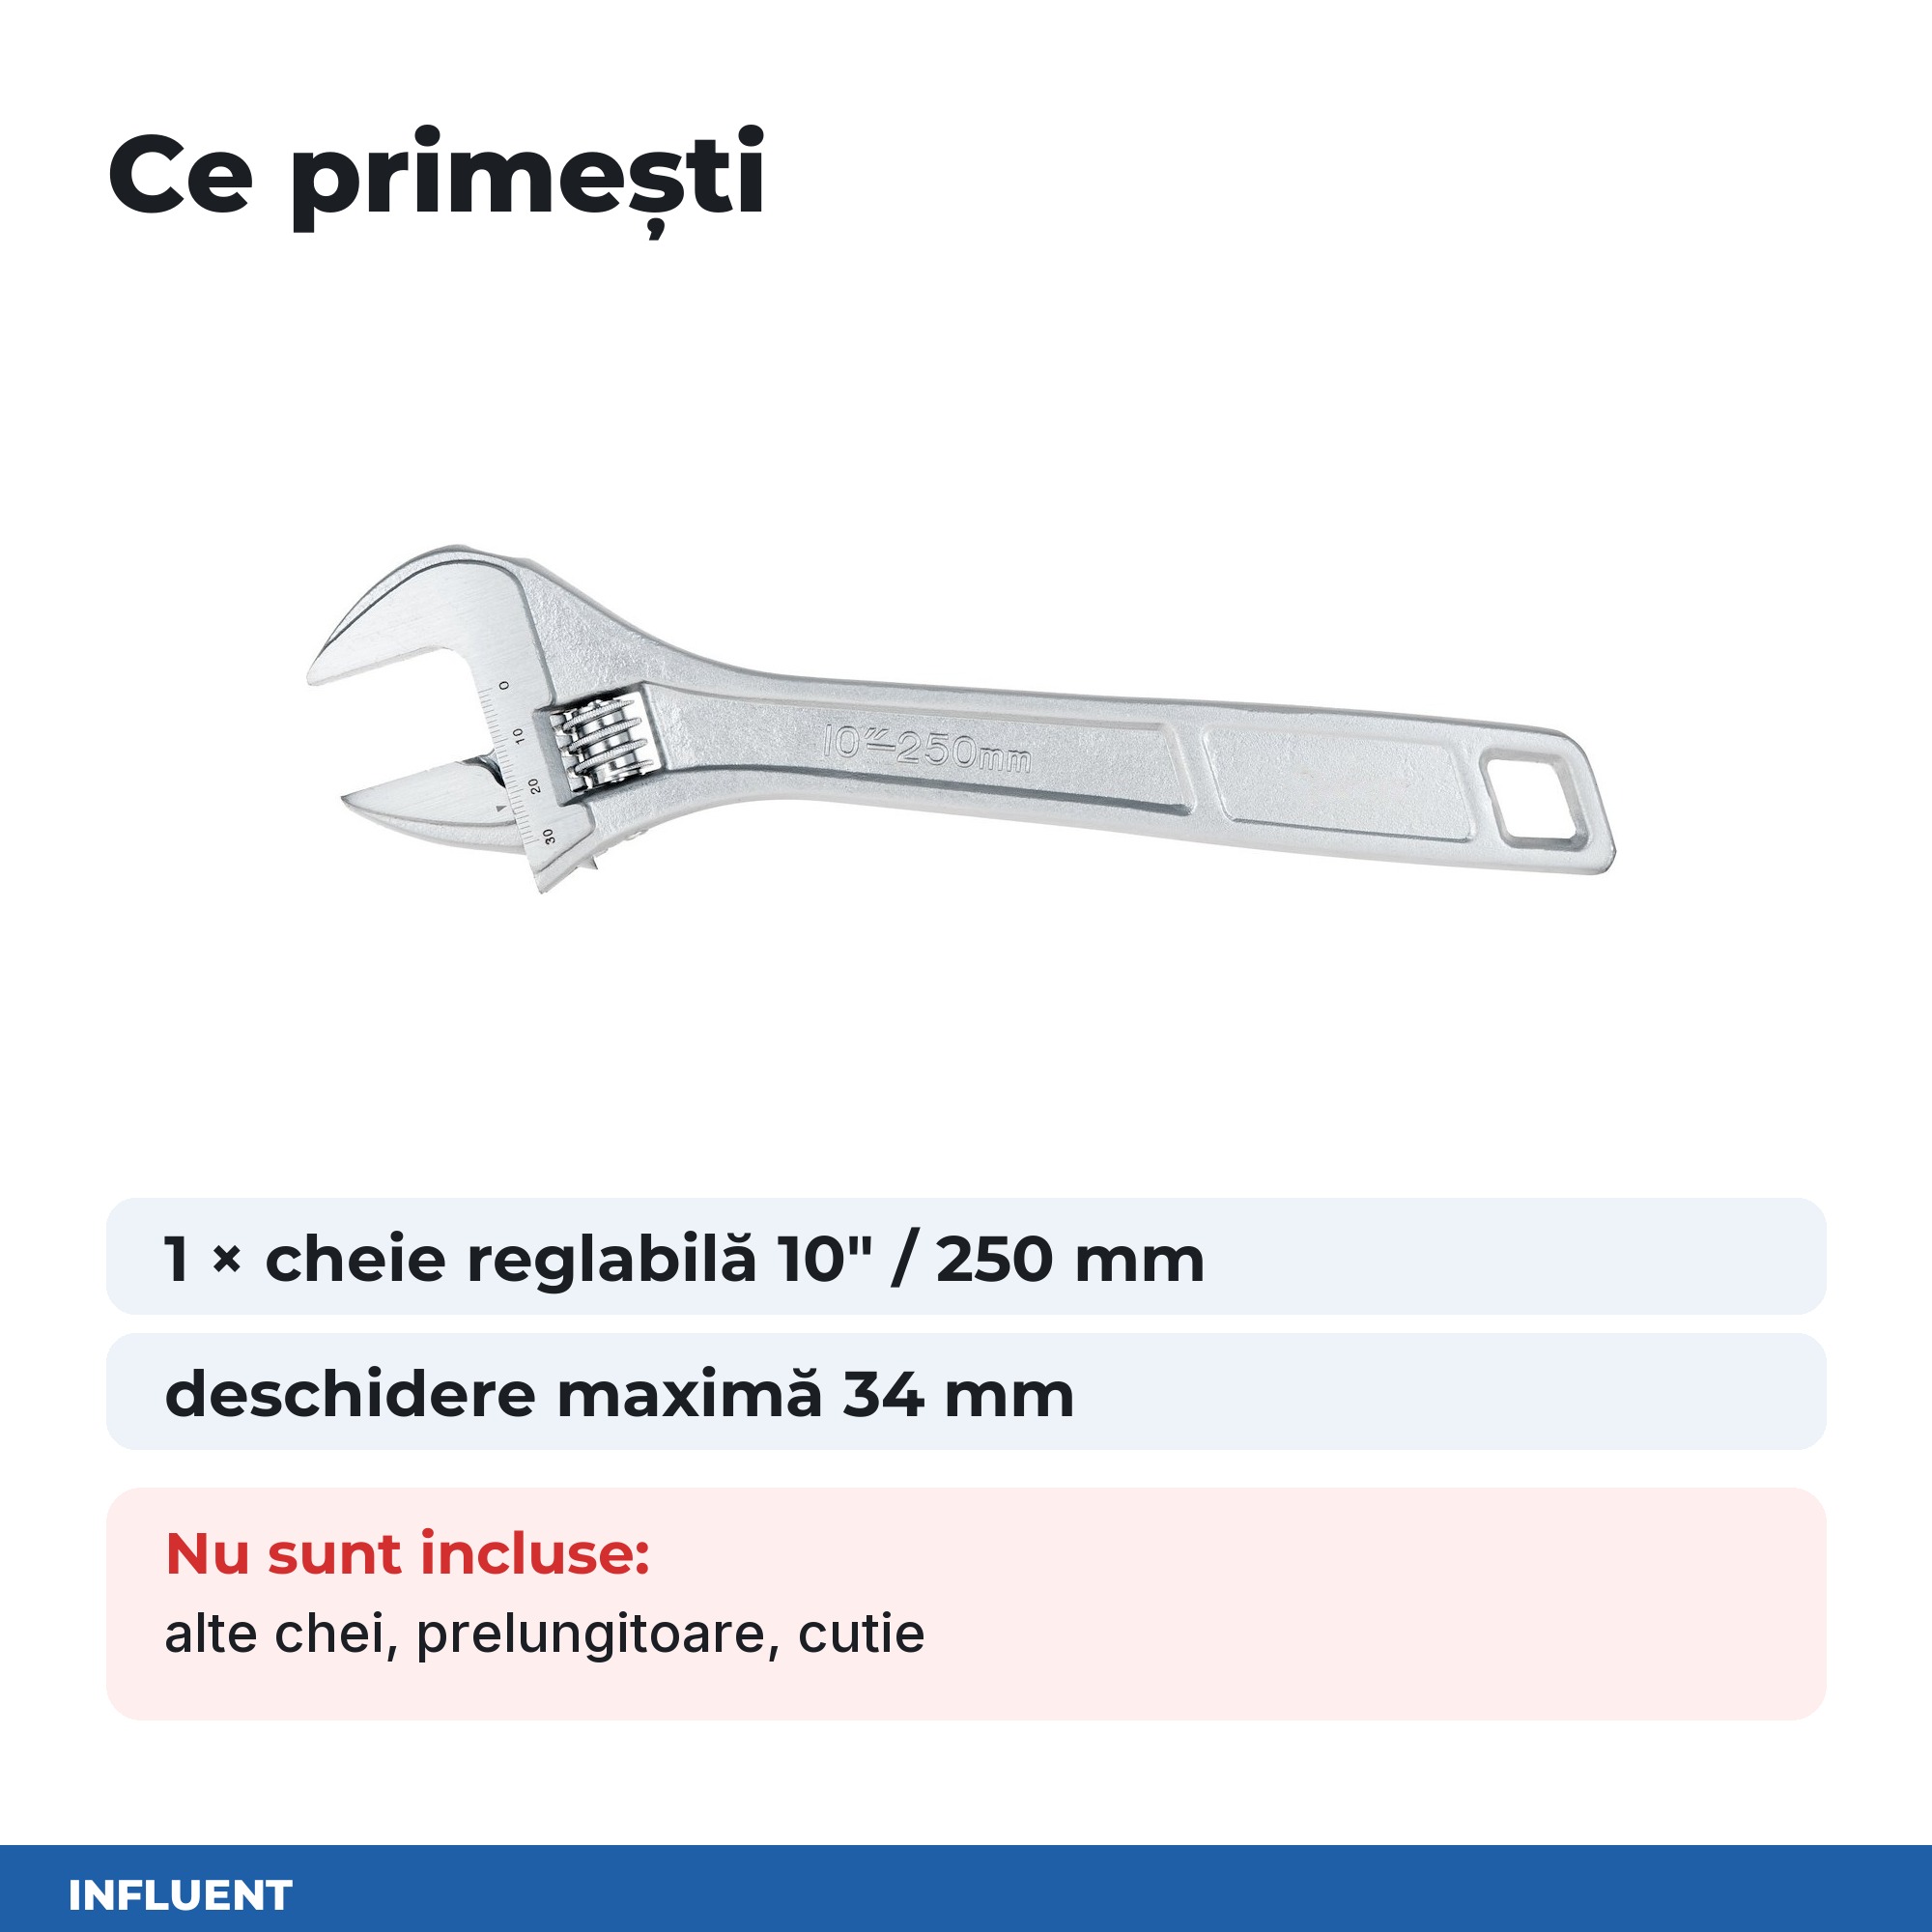 Ce primești
0
10
20
30
10"-250mm
1 × cheie reglabilă 10" / 250 mm
deschidere maximă 34 mm
Nu sunt incluse:
alte chei, prelungitoare, cutie
INFLUENT